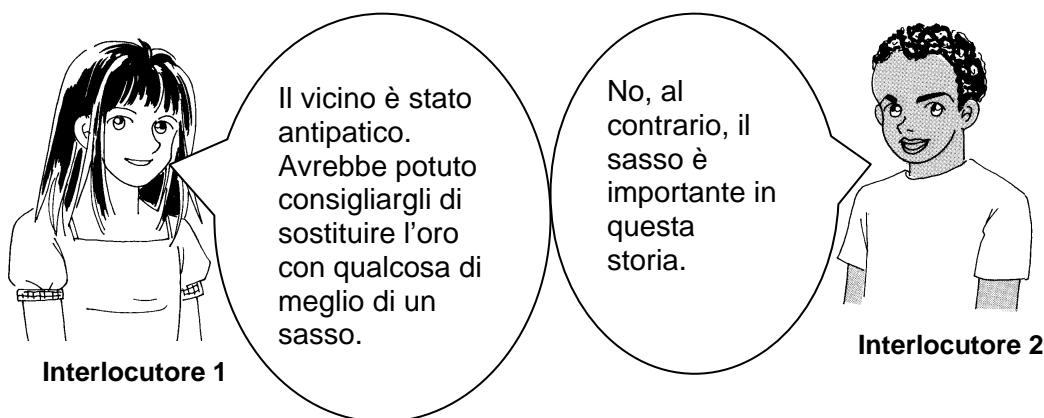 Il vicino è stato
antipatico.
Avrebbe potuto
consigliargli di
sostituire l’oro
con qualcosa di
meglio di un
sasso.
No, al
contrario, il
sasso è
importante in
questa
storia.
Interlocutore 1
Interlocutore 2